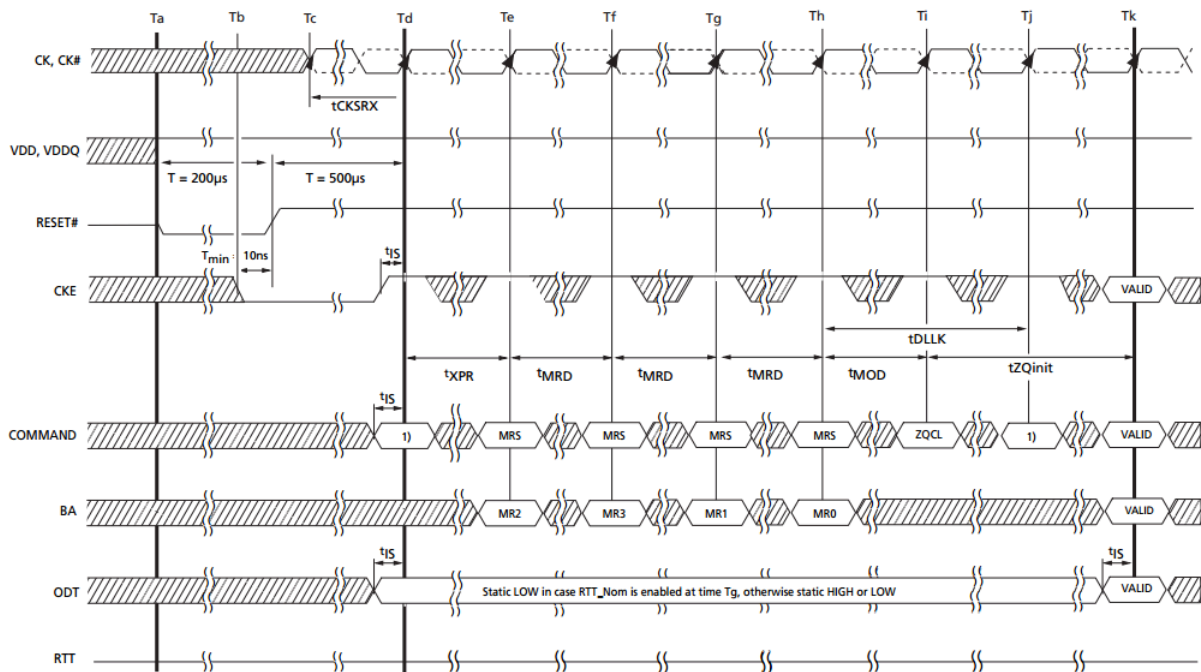 Ta Tb Tc Td Te Tf Tg Th Ti Tj Tk
CK, CK#
tCKSRX
VDD, VDDQ
T = 200µs T = 500µs
RESET#
Tmin 10ns tIS
CKE VALID
tDLLK
tXPR tMRD tMRD tMRD tMOD tZQinit
tIS
COMMAND 1) MRS MRS MRS MRS ZQCL 1) VALID
BA MR2 MR3 MR1 MR0 VALID
tIS tIS
ODT Static LOW in case RTT_Nom is enabled at time Tg, otherwise static HIGH or LOW VALID
RTT